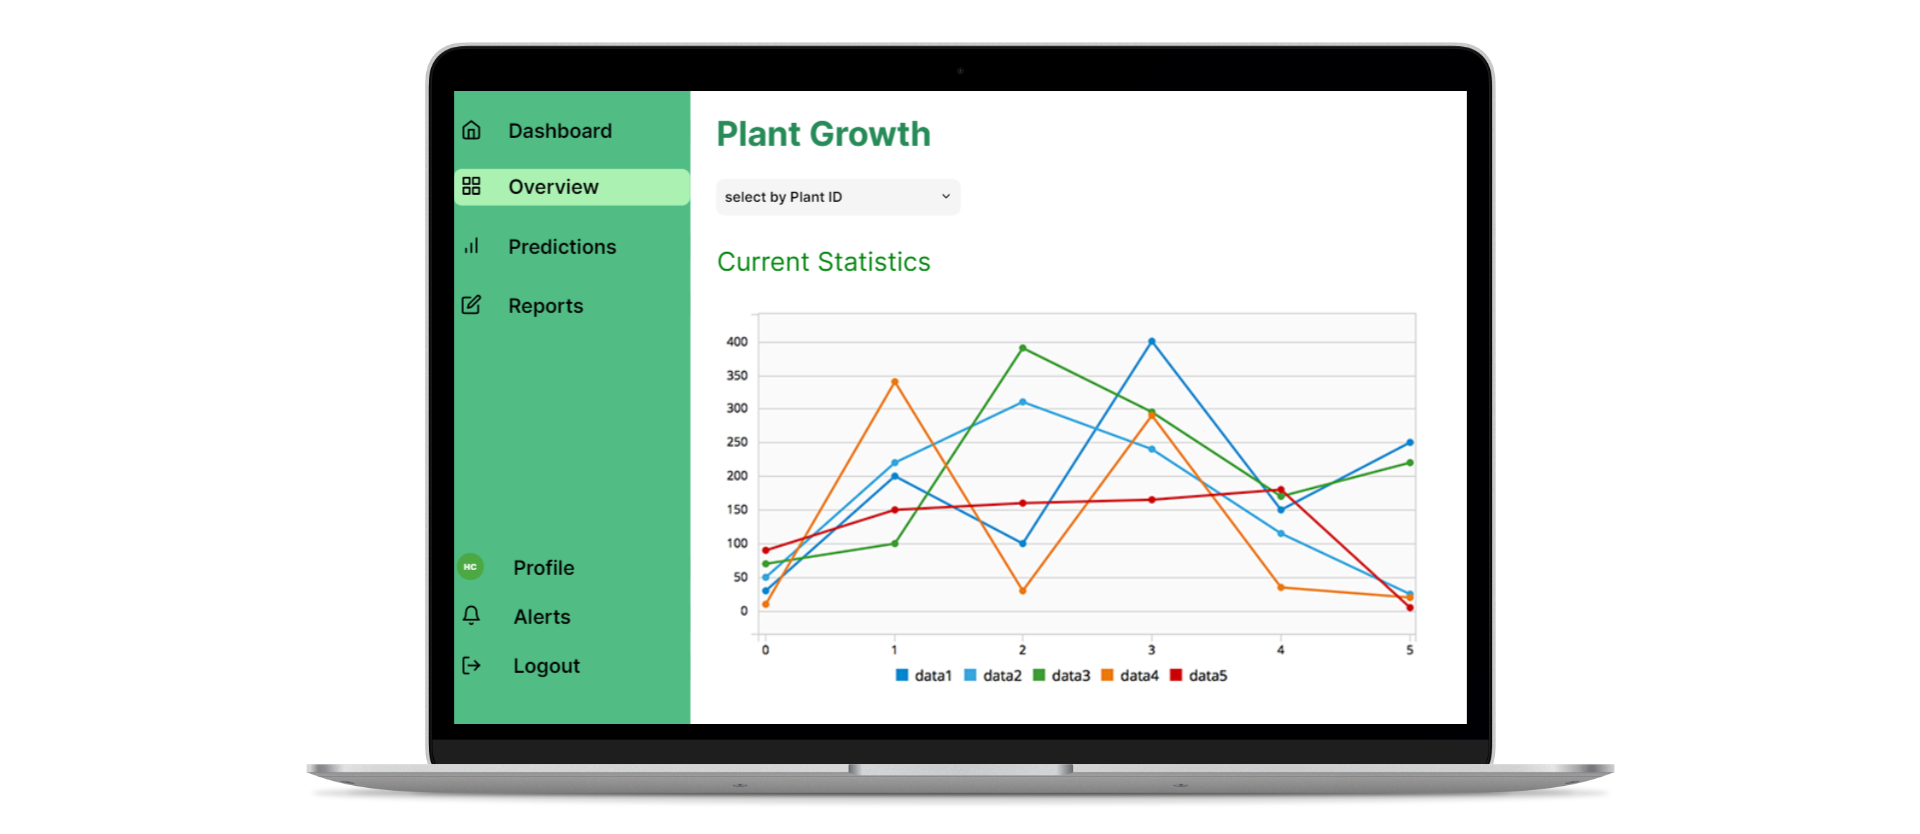 Dashboard
Overview
Predictions
Reports
HC Profile
Alerts
Logout
Plant Growth
select by Plant ID
Current Statistics
400
350
300
250
200
150
100
50
0
0 1 2 3 4 5
data1 data2 data3 data4 data5